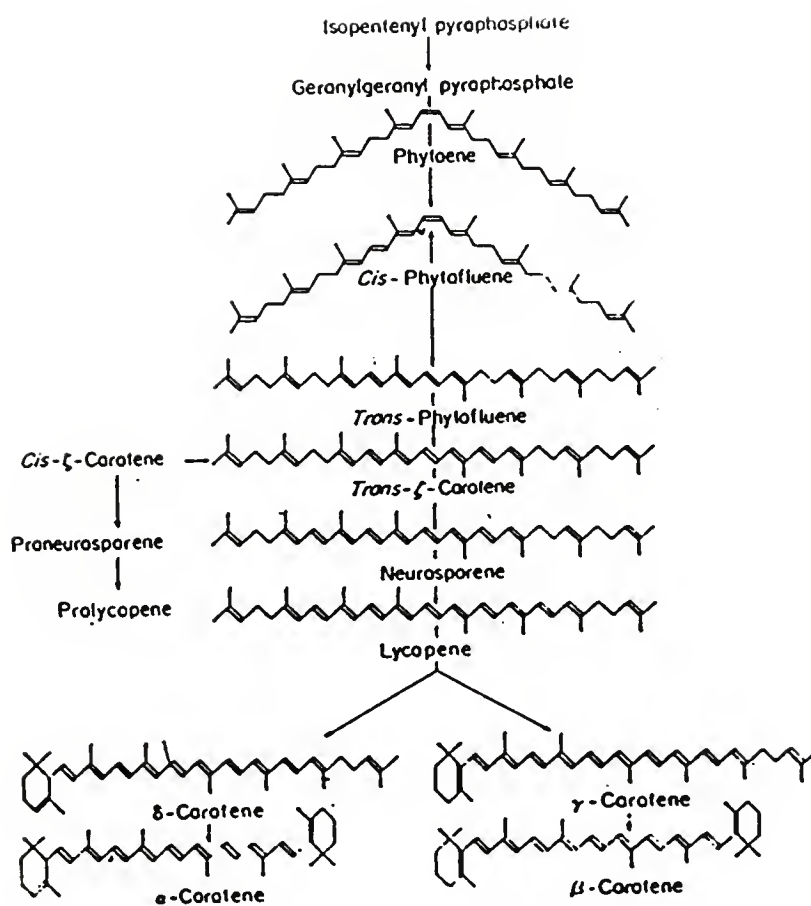 Isopentenyl pyrophosphate
Geranylgeranyl pyrophosphate
Phytoene
Cis-Phytofluene
Trans-Phytofluene
Cis-ζ-Carotene
Trans-ζ-Carotene
Proneurosporene
Neurosporene
Prolycopene
Lycopene
δ-Carotene
γ-Carotene
α-Carotene
β-Carotene